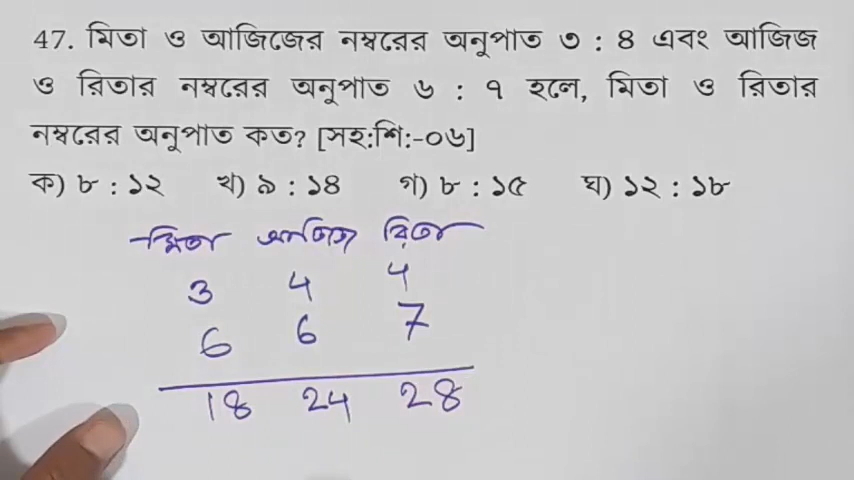 47. মিতা ও আজিজের নম্বরের অনুপাত ৩ : ৪ এবং আজিজ
ও রিতার নম্বরের অনুপাত ৬ : ৭ হলে, মিতা ও রিতার
নম্বরের অনুপাত কত? [সহ:শি:-০৬]
ক) ৮ : ১২ খ) ৯ : ১৪ গ) ৮ : ১৫ ঘ) ১২ : ১৮
মিতা আজিজ রিতা
3 4 4
6 6 7
18 24 28